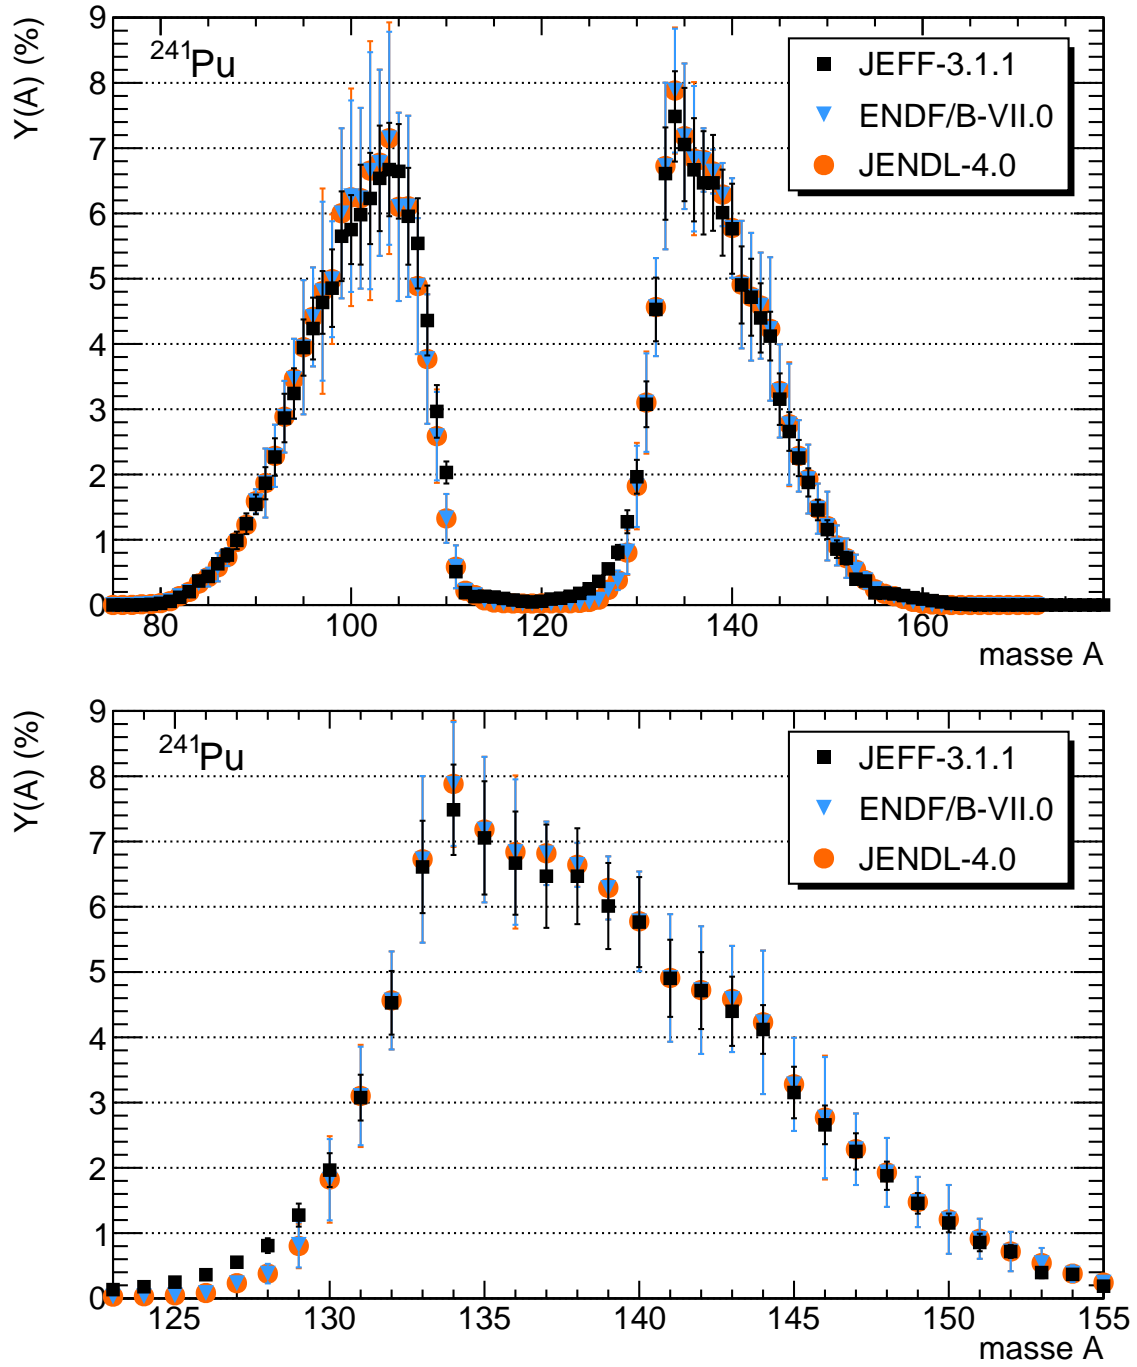 Y(A) (%)
9
8
7
6
5
4
3
2
1
0
²⁴¹Pu
JEFF-3.1.1
ENDF/B-VII.0
JENDL-4.0
80 100 120 140 160
masse A
Y(A) (%)
9
8
7
6
5
4
3
2
1
0
²⁴¹Pu
JEFF-3.1.1
ENDF/B-VII.0
JENDL-4.0
125 130 135 140 145 150 155
masse A